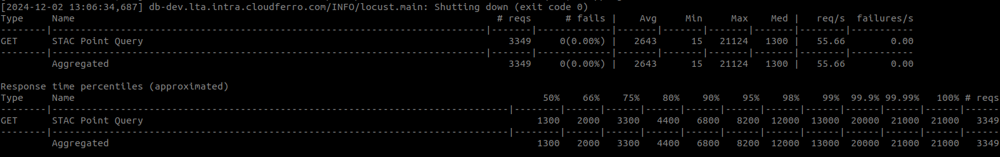 [2024-12-02 13:06:34,687] db-dev.lta.intra.cloudferro.com/INFO/locust.main: Shutting down (exit code 0)
Type     Name                                                                              # reqs      # fails |    Avg     Min     Max    Med |   req/s  failures/s
--------|----------------------------------------------------------------------------|-------|-------------|-------|-------|-------|-------|--------|-----------
GET      STAC Point Query                                                                    3349     0(0.00%) |   2643      15   21124   1300 |   55.66        0.00
--------|----------------------------------------------------------------------------|-------|-------------|-------|-------|-------|-------|--------|-----------
         Aggregated                                                                          3349     0(0.00%) |   2643      15   21124   1300 |   55.66        0.00
Response time percentiles (approximated)
Type     Name                                                                                  50%    66%    75%    80%    90%    95%    98%    99%  99.9% 99.99%   100% # reqs
--------|--------------------------------------------------------------------------------|--------|------|------|------|------|------|------|------|------|------|------|------
GET      STAC Point Query                                                                     1300   2000   3300   4400   6800   8200  12000  13000  20000  21000  21000   3349
--------|--------------------------------------------------------------------------------|--------|------|------|------|------|------|------|------|------|------|------|------
         Aggregated                                                                           1300   2000   3300   4400   6800   8200  12000  13000  20000  21000  21000   3349